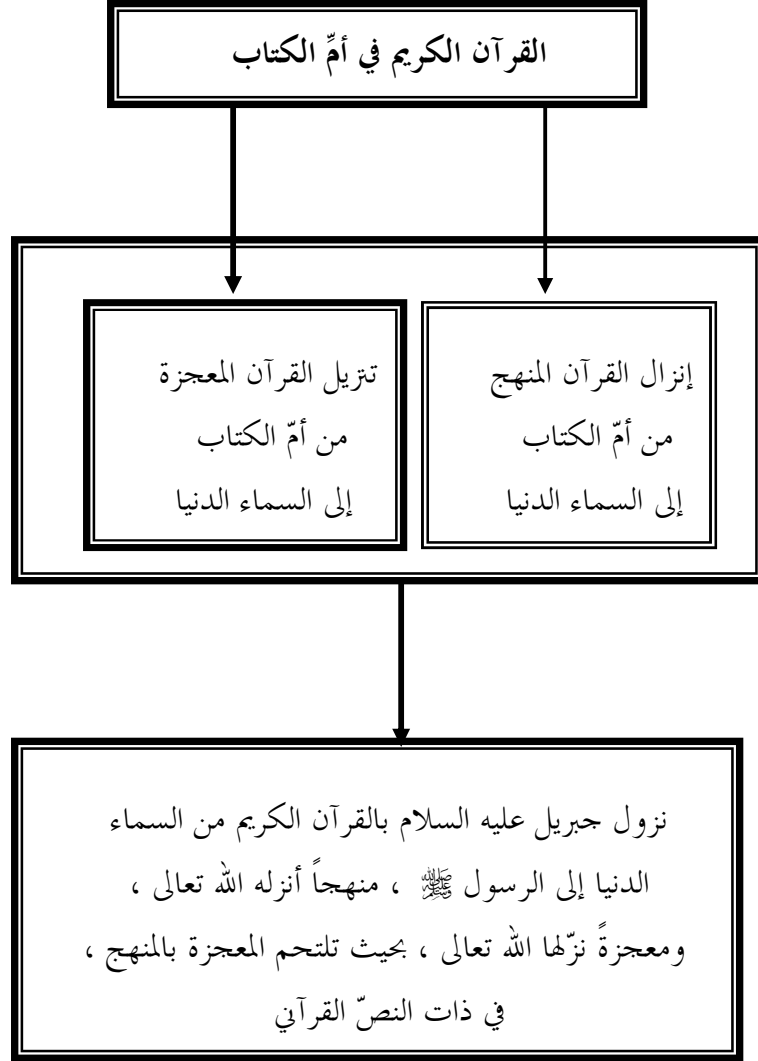 القرآن الكريم في أمِّ الكتاب
إنزال القرآن المنهج
من أمّ الكتاب
إلى السماء الدنيا
تنزيل القرآن المعجزة
من أمّ الكتاب
إلى السماء الدنيا
نزول جبريل عليه السلام بالقرآن الكريم من السماء
الدنيا إلى الرسول ﷺ ، منهجاً أنزله الله تعالى ،
ومعجزةً نزّلها الله تعالى ، بحيث تلتحم المعجزة بالمنهج ،
في ذات النصّ القرآني